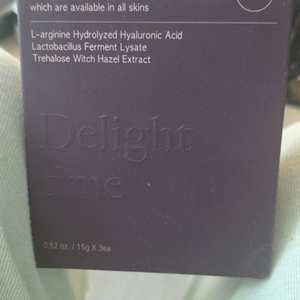 which are available in all skins
L-arginine Hydrolyzed Hyaluronic Acid
Lactobacillus Ferment Lysate
Trehalose Witch Hazel Extract
Delight
time
0.52 oz. / 15g X 3ea